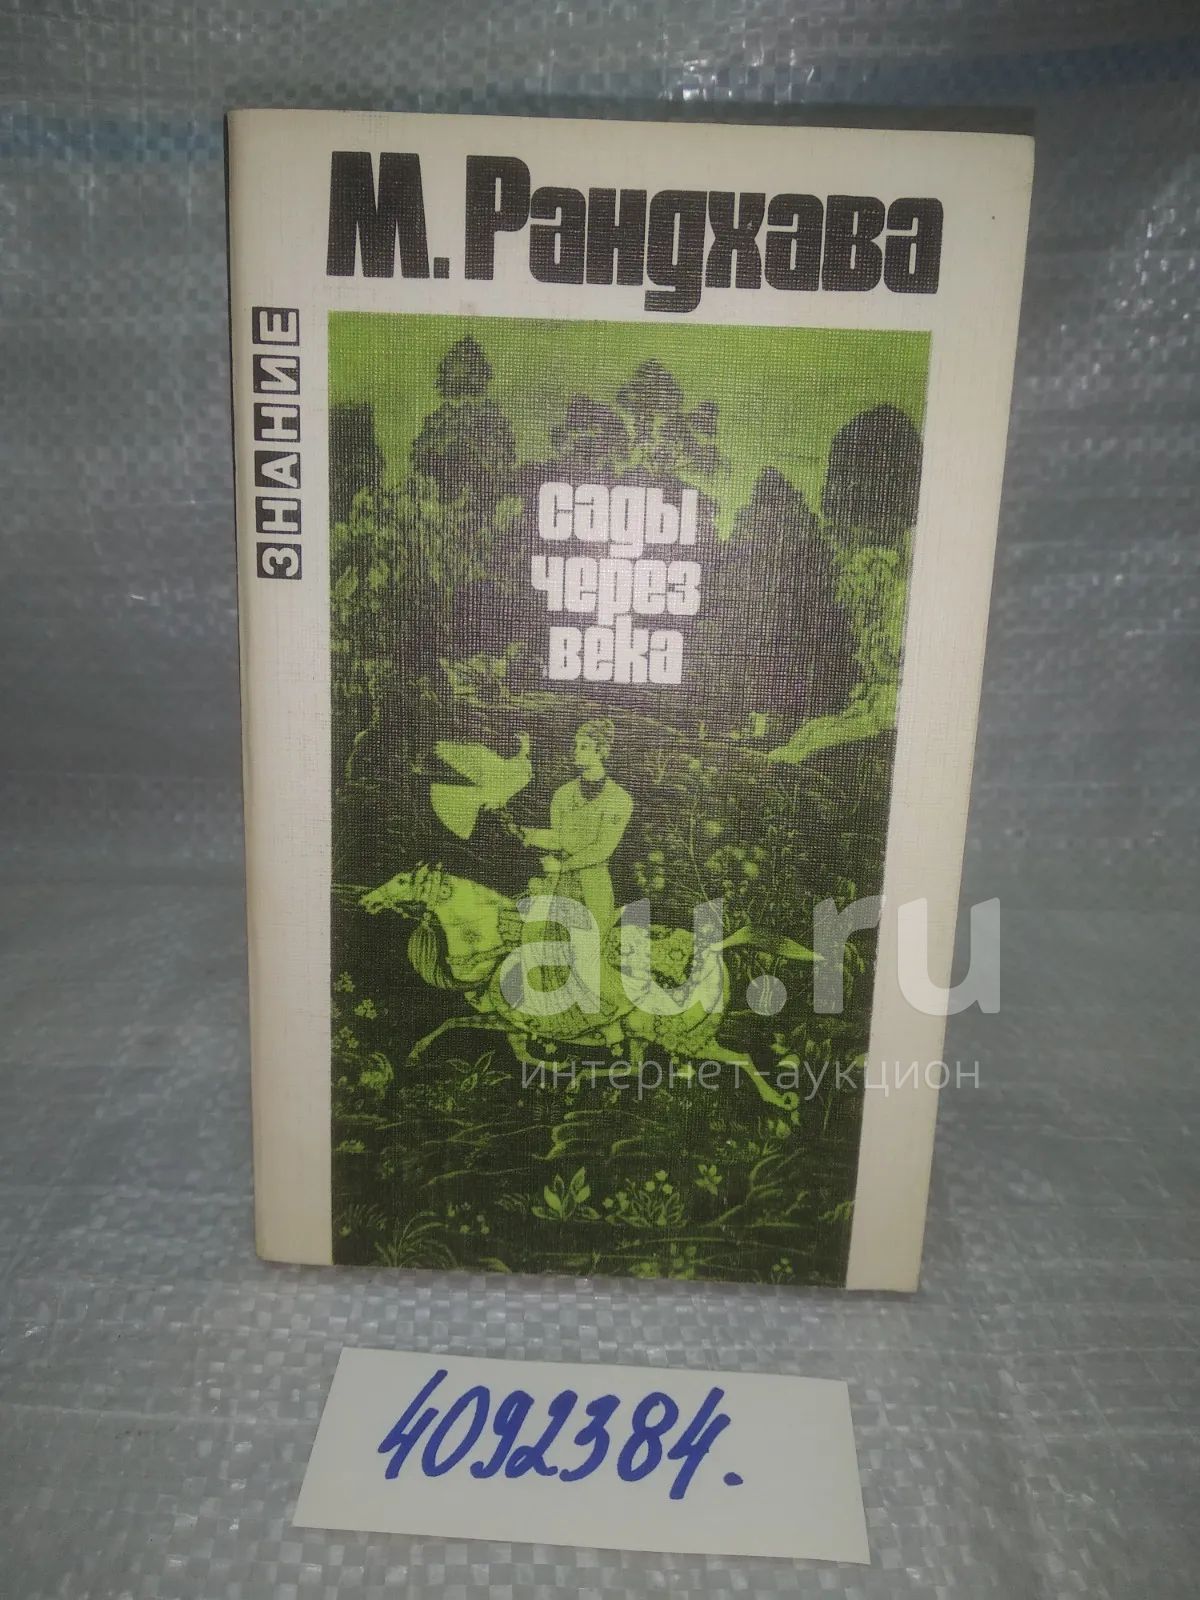 М. Рандхава
ЗНАНИЕ
Сады
через
века
au.ru
интернет-аукцион
4092384.